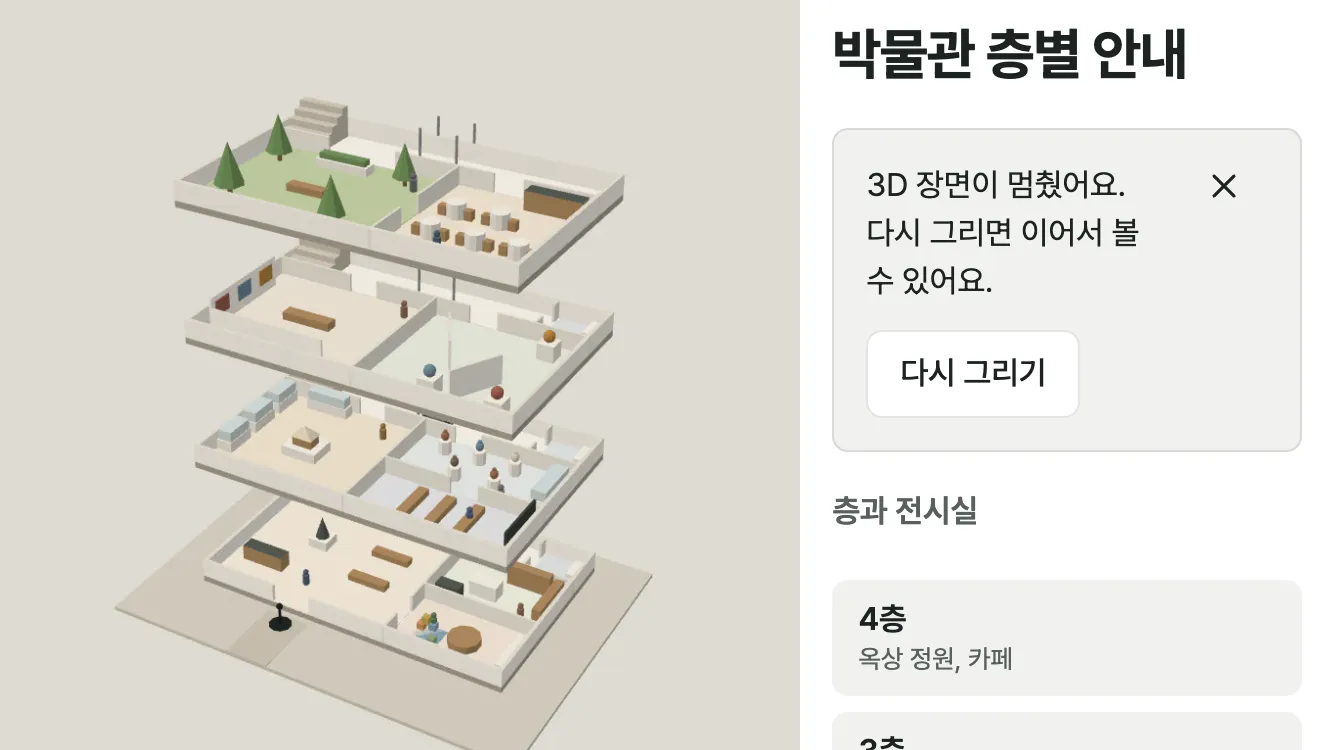 박물관 층별 안내
3D 장면이 멈췄어요.
다시 그리면 이어서 볼
수 있어요.
다시 그리기
층과 전시실
4층
옥상 정원, 카페
3층